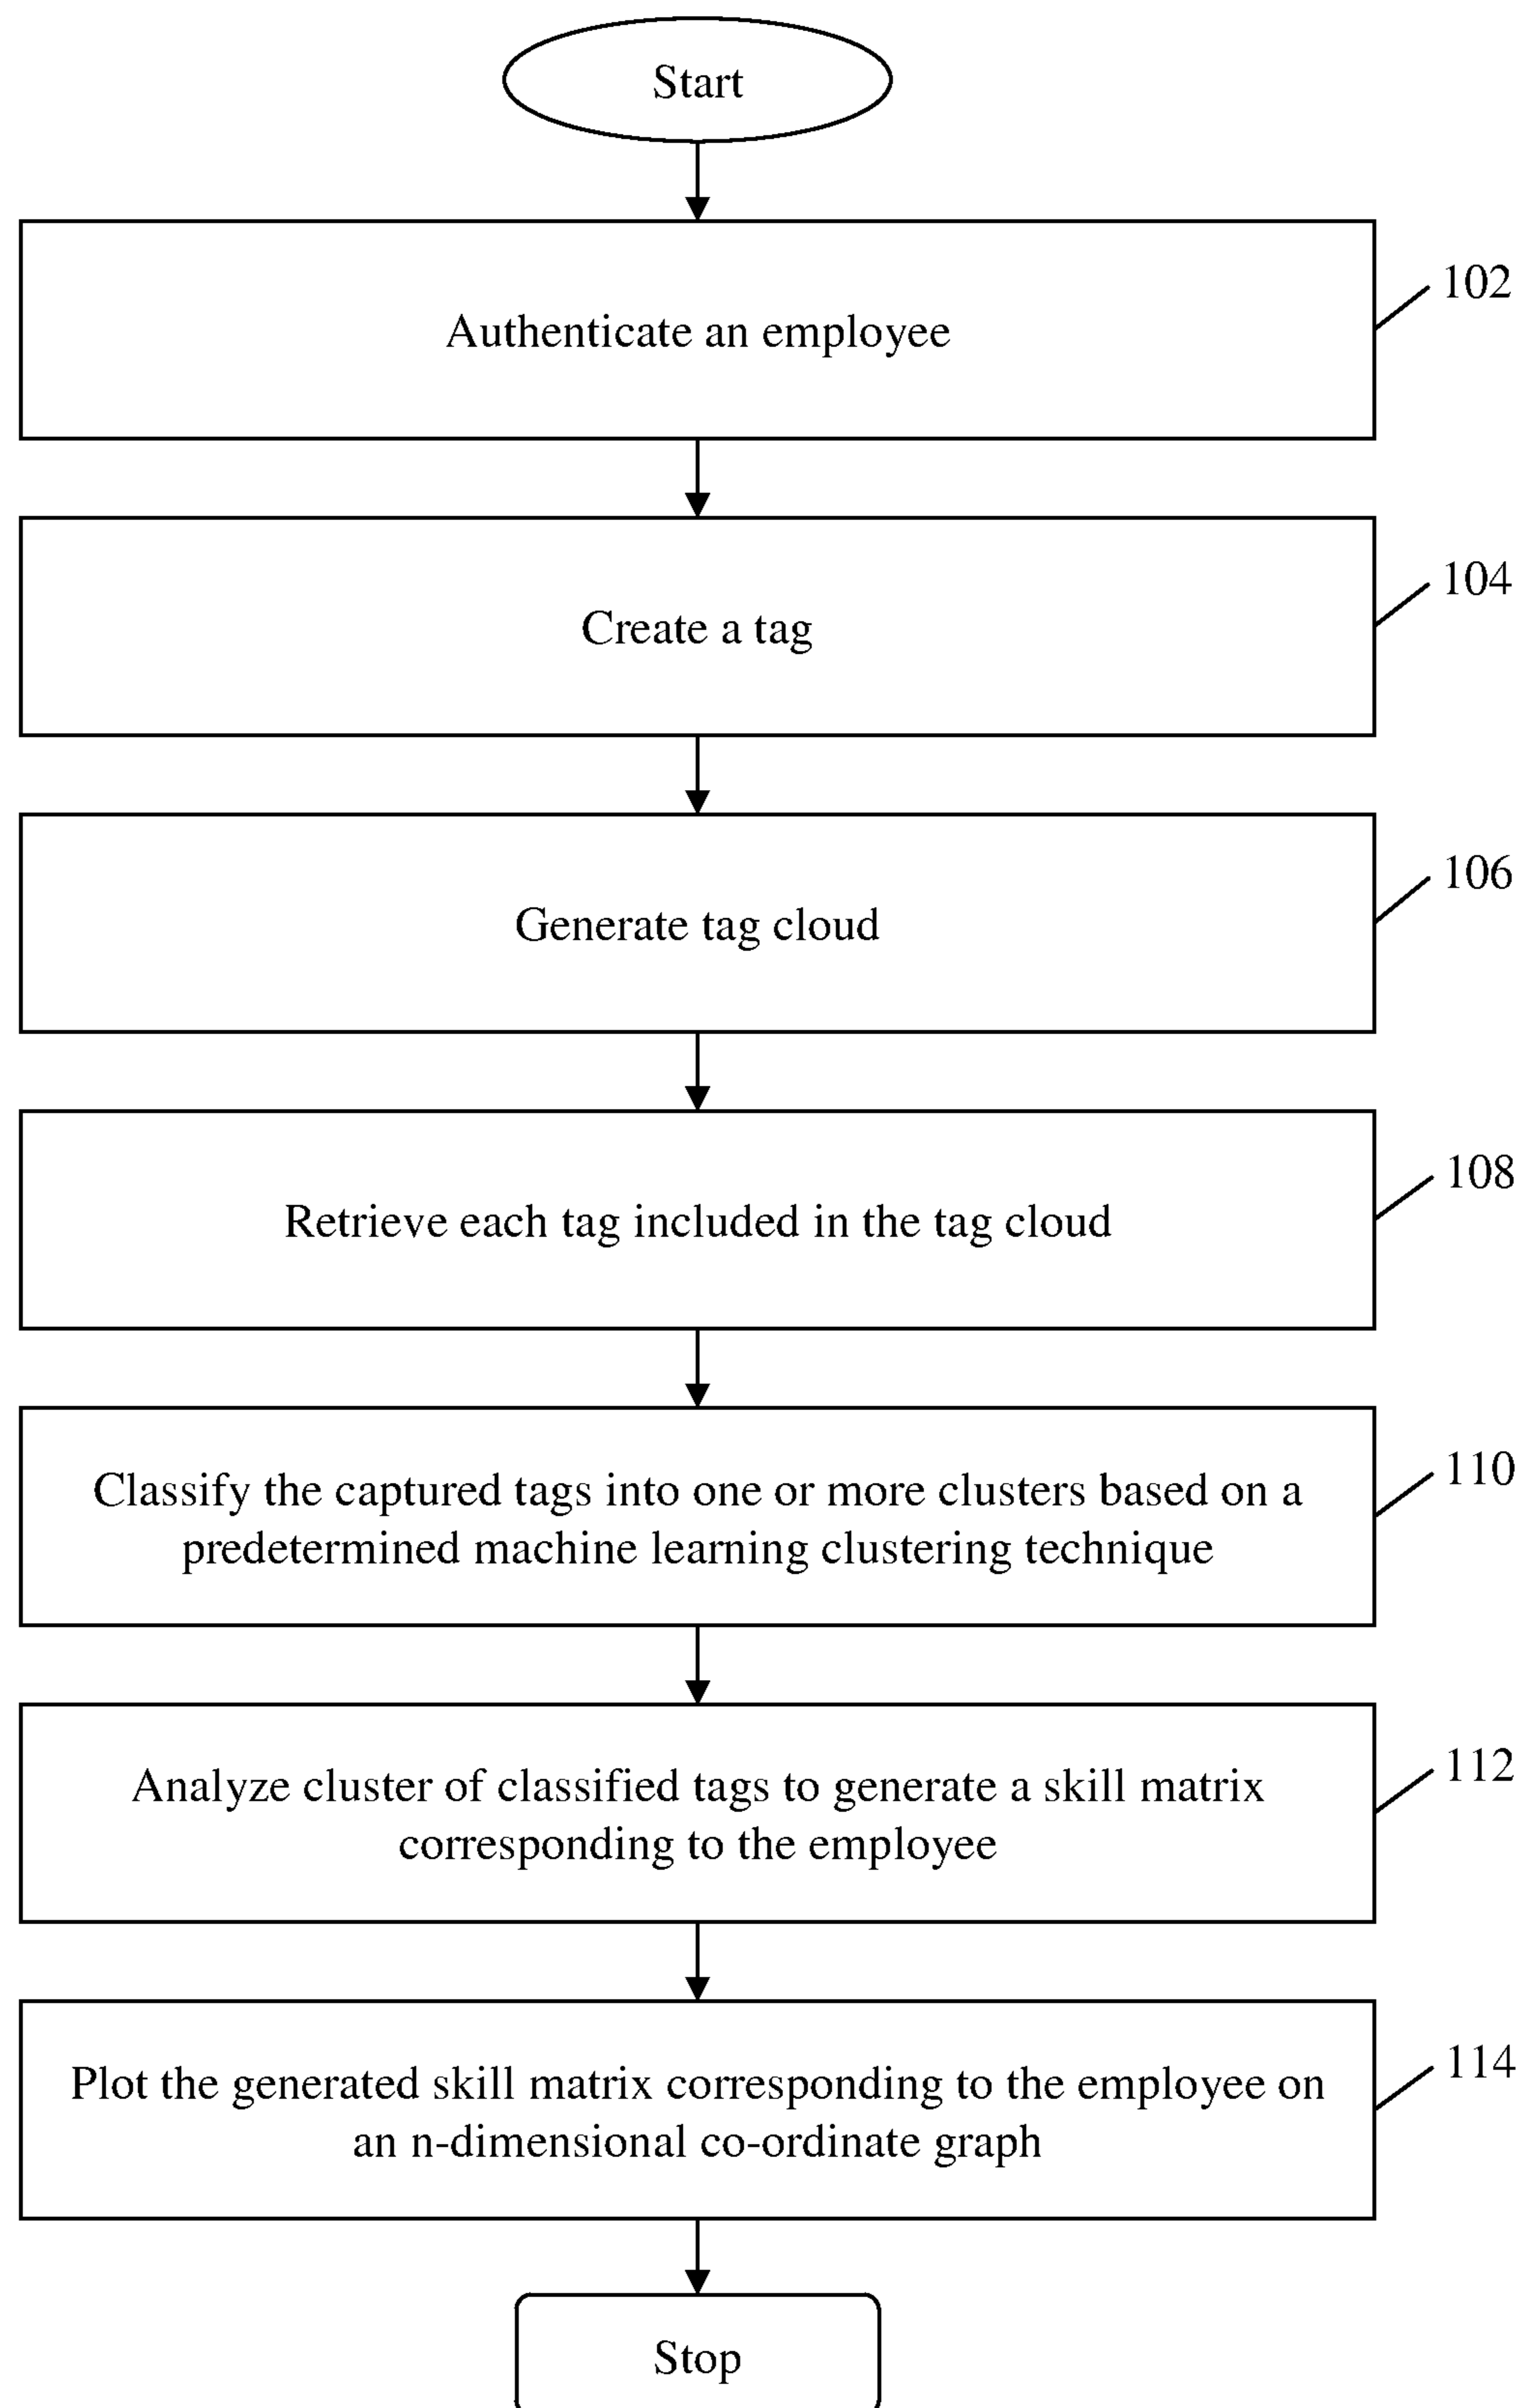 Start
Authenticate an employee
102
Create a tag
104
Generate tag cloud
106
Retrieve each tag included in the tag cloud
108
Classify the captured tags into one or more clusters based on a
predetermined machine learning clustering technique
110
Analyze cluster of classified tags to generate a skill matrix
corresponding to the employee
112
Plot the generated skill matrix corresponding to the employee on
an n-dimensional co-ordinate graph
114
Stop